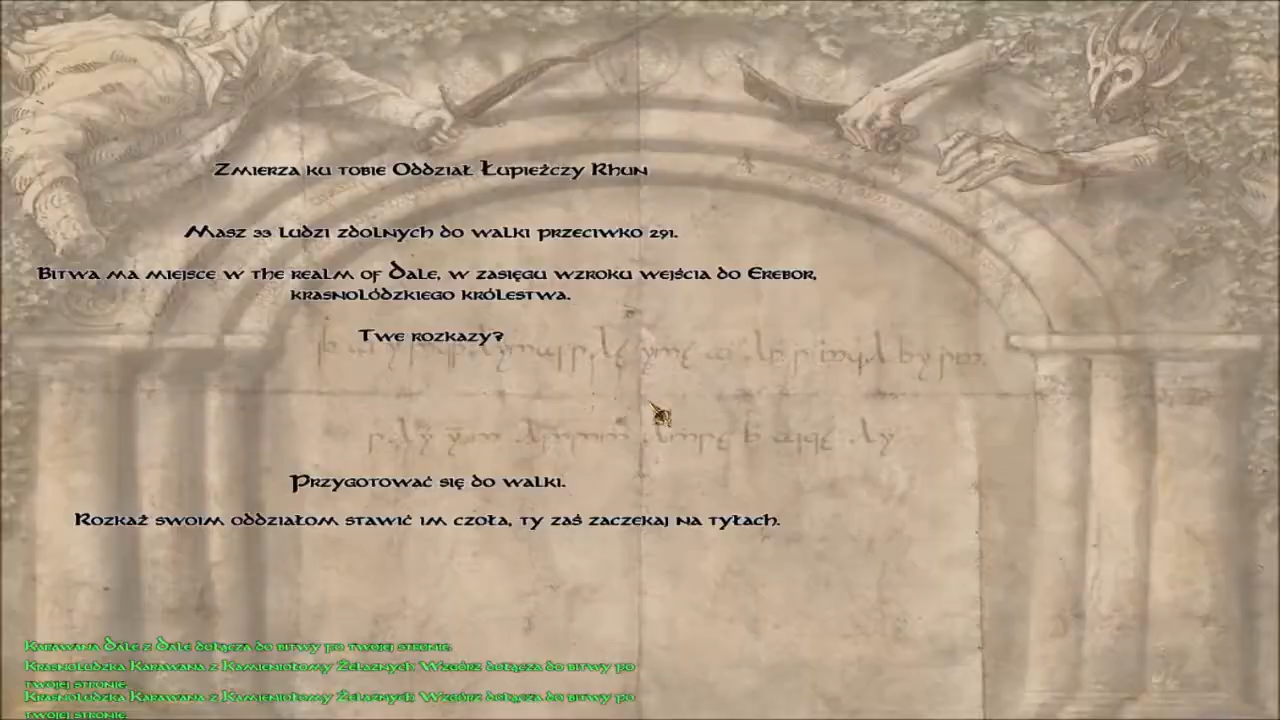 Zmierza ku tobie Oddział Łupieżczy Rhun
Masz 33 ludzi zdolnych do walki przeciwko 291.
Bitwa ma miejsce w the realm of Dale, w zasięgu wzroku wejścia do Erebor,
krasnolódzkiego królestwa.
Twe rozkazy?
Przygotować się do walki.
Rozkaż swoim oddziałom stawić im czoła, ty zaś zaczekaj na tyłach.
Karawana Dale z Dale dołącza do bitwy po twojej stronie.
Krasnoludzka Karawana z Kamieniołomy Żelaznych Wzgórz dołącza do bitwy po
twojej stronie.
Krasnoludzka Karawana z Kamieniołomy Żelaznych Wzgórz dołącza do bitwy po
twojej stronie.